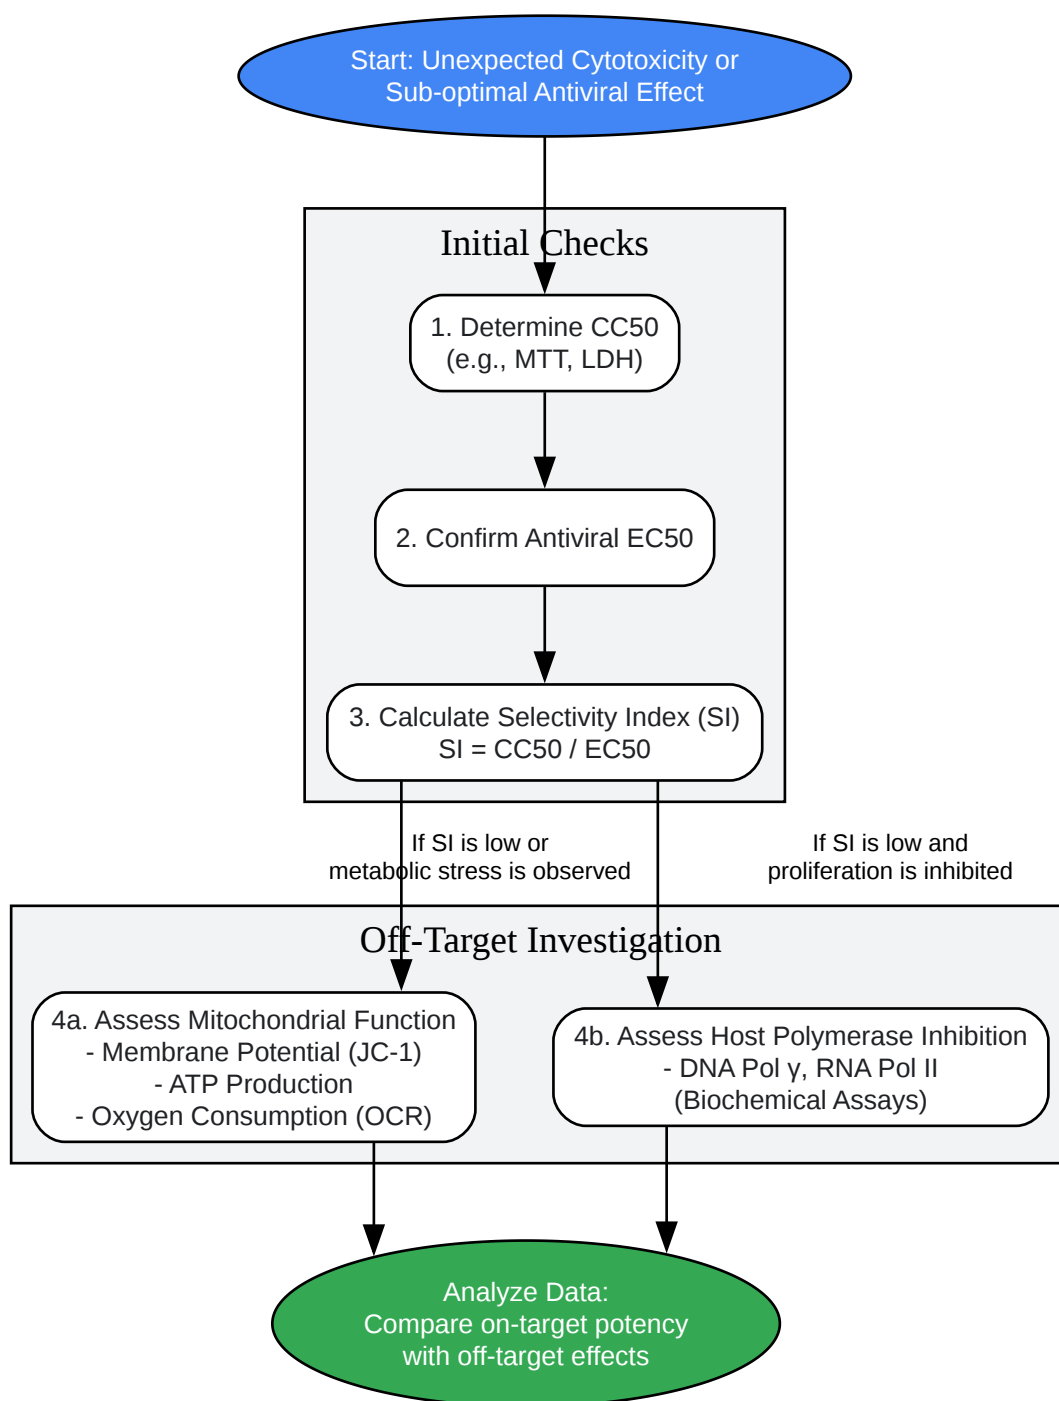 Start: Unexpected Cytotoxicity or
Sub-optimal Antiviral Effect
Initial Checks
1. Determine CC50
(e.g., MTT, LDH)
2. Confirm Antiviral EC50
3. Calculate Selectivity Index (SI)
SI = CC50 / EC50
If SI is low or
metabolic stress is observed
If SI is low and
proliferation is inhibited
Off-Target Investigation
4a. Assess Mitochondrial Function
- Membrane Potential (JC-1)
- ATP Production
- Oxygen Consumption (OCR)
4b. Assess Host Polymerase Inhibition
- DNA Pol γ, RNA Pol II
(Biochemical Assays)
Analyze Data:
Compare on-target potency
with off-target effects